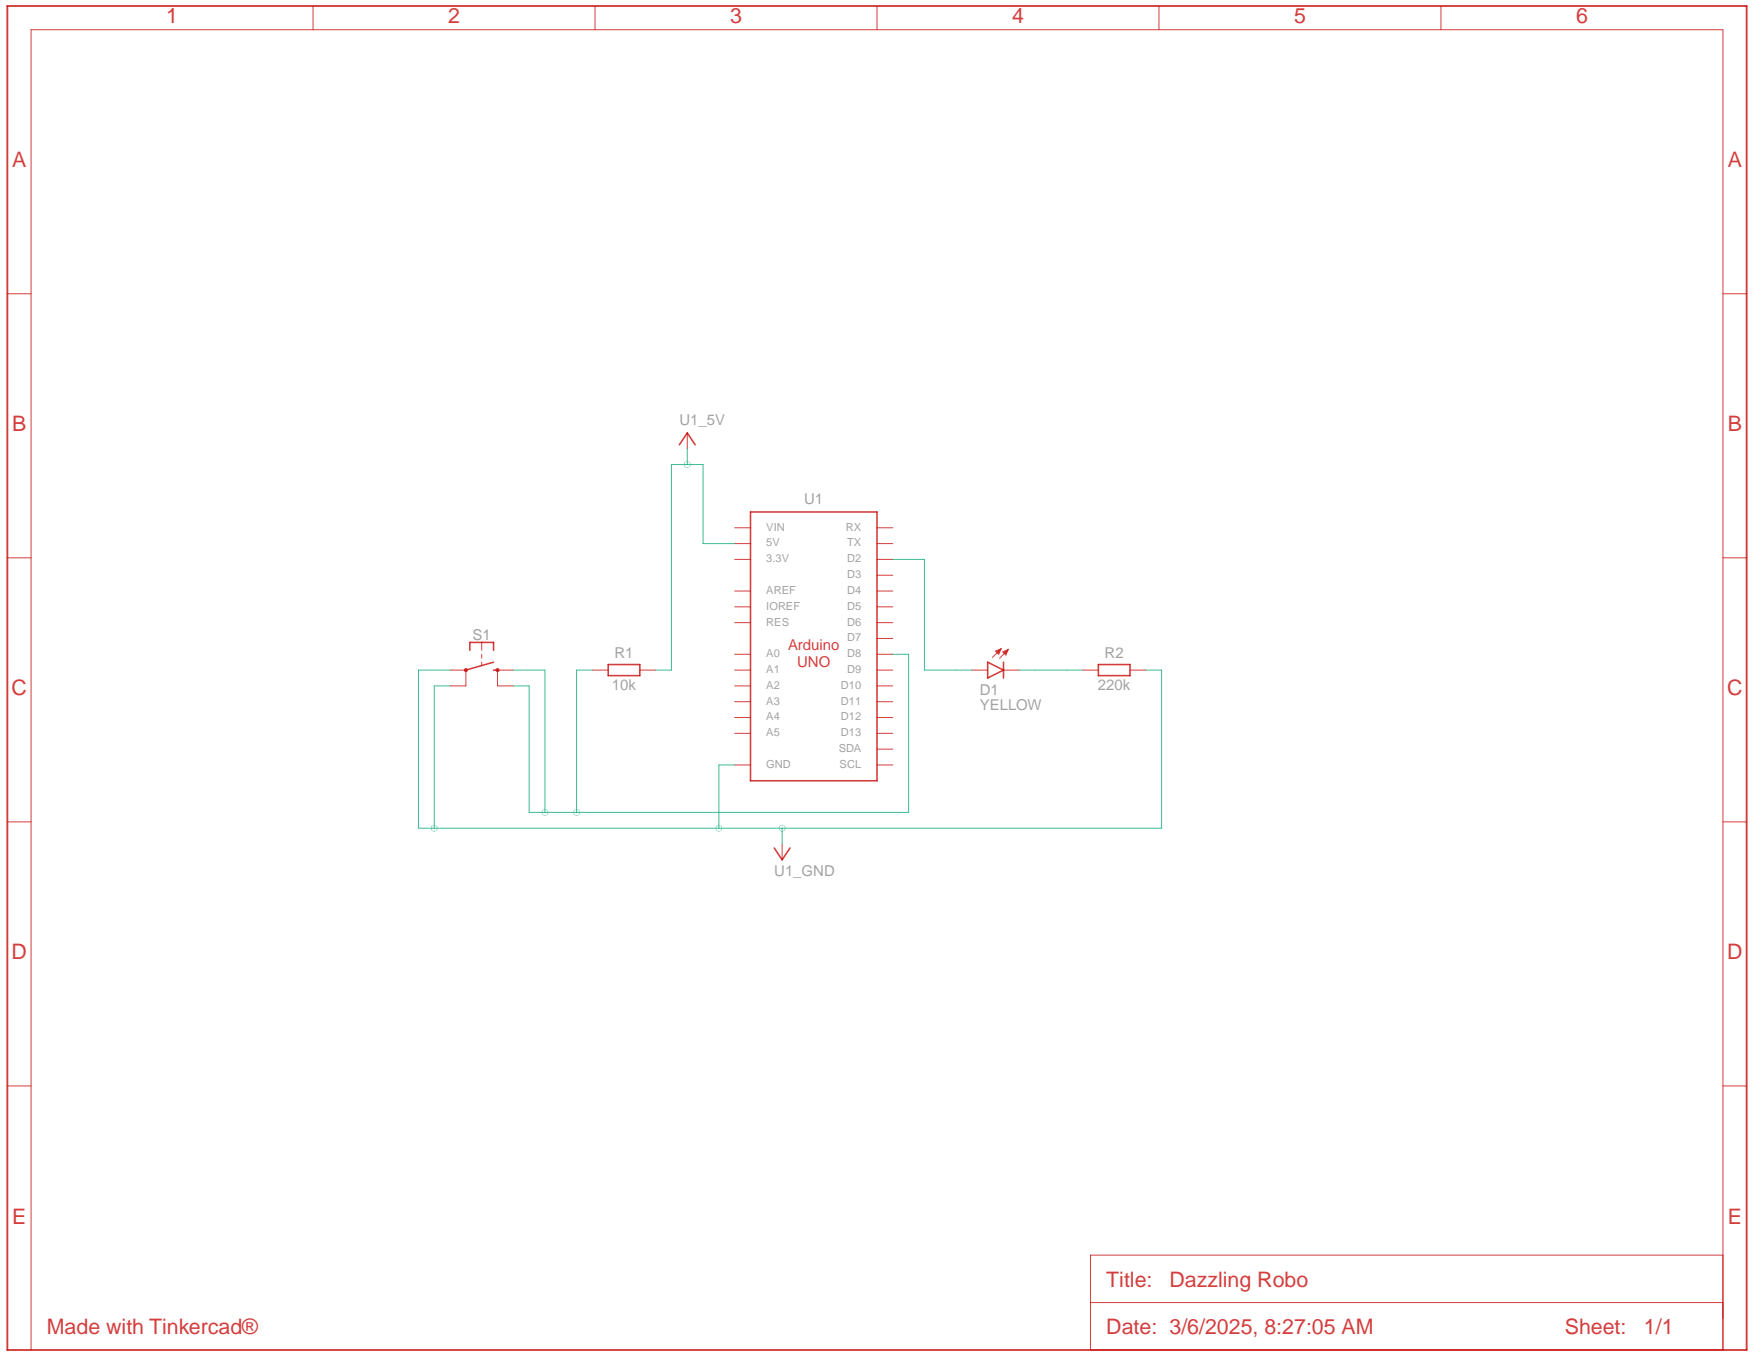 1 2 3 4 5 6
A A
B B
U1_5V
U1
VIN RX
5V TX
3.3V D2
D3
AREF D4
IOREF D5
RES D6
D7
S1
Arduino
UNO
R1
A0 D8
A1 D9
A2 D10
A3 D11
A4 D12
A5 D13
SDA
GND SCL
10k
D1
YELLOW
R2
220k
C C
U1_GND
D D
E E
Title: Dazzling Robo
Date: 3/6/2025, 8:27:05 AM Sheet: 1/1
Made with Tinkercad®